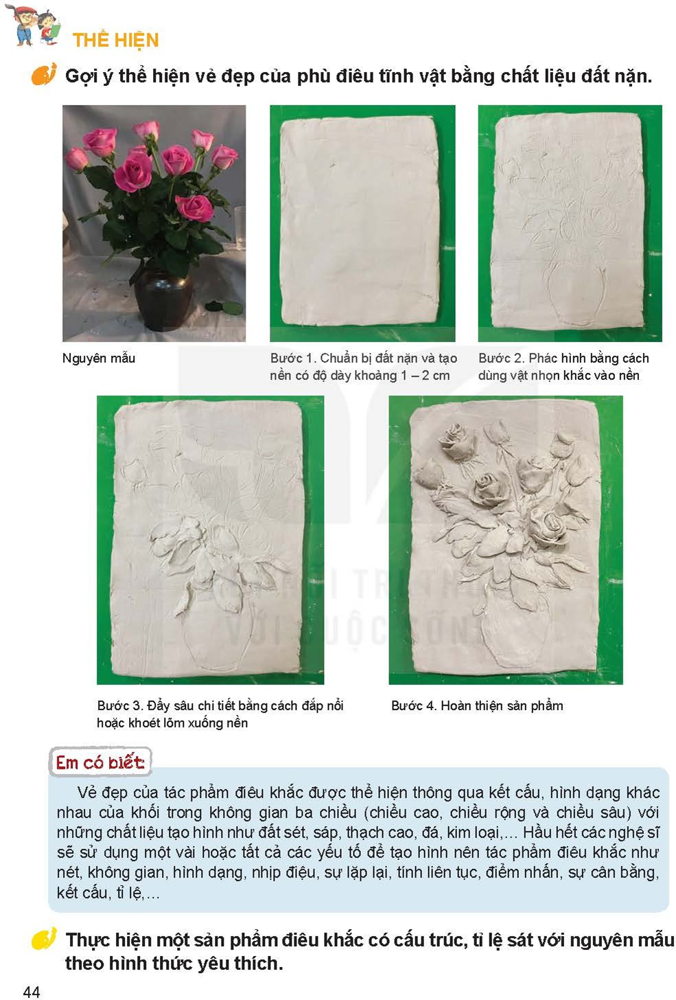 THỂ HIỆN
Gợi ý thể hiện vẻ đẹp của phù điêu tĩnh vật bằng chất liệu đất nặn.
Nguyên mẫu
Bước 1. Chuẩn bị đất nặn và tạo
nền có độ dày khoảng 1 – 2 cm
Bước 2. Phác hình bằng cách
dùng vật nhọn khắc vào nền
Bước 3. Đẩy sâu chi tiết bằng cách đắp nổi
hoặc khoét lõm xuống nền
Bước 4. Hoàn thiện sản phẩm
Em có biết:
Vẻ đẹp của tác phẩm điêu khắc được thể hiện thông qua kết cấu, hình dạng khác
nhau của khối trong không gian ba chiều (chiều cao, chiều rộng và chiều sâu) với
những chất liệu tạo hình như đất sét, sáp, thạch cao, đá, kim loại,... Hầu hết các nghệ sĩ
sẽ sử dụng một vài hoặc tất cả các yếu tố để tạo hình nên tác phẩm điêu khắc như
nét, không gian, hình dạng, nhịp điệu, sự lặp lại, tính liên tục, điểm nhấn, sự cân bằng,
kết cấu, tỉ lệ,...
Thực hiện một sản phẩm điêu khắc có cấu trúc, tỉ lệ sát với nguyên mẫu
theo hình thức yêu thích.
44